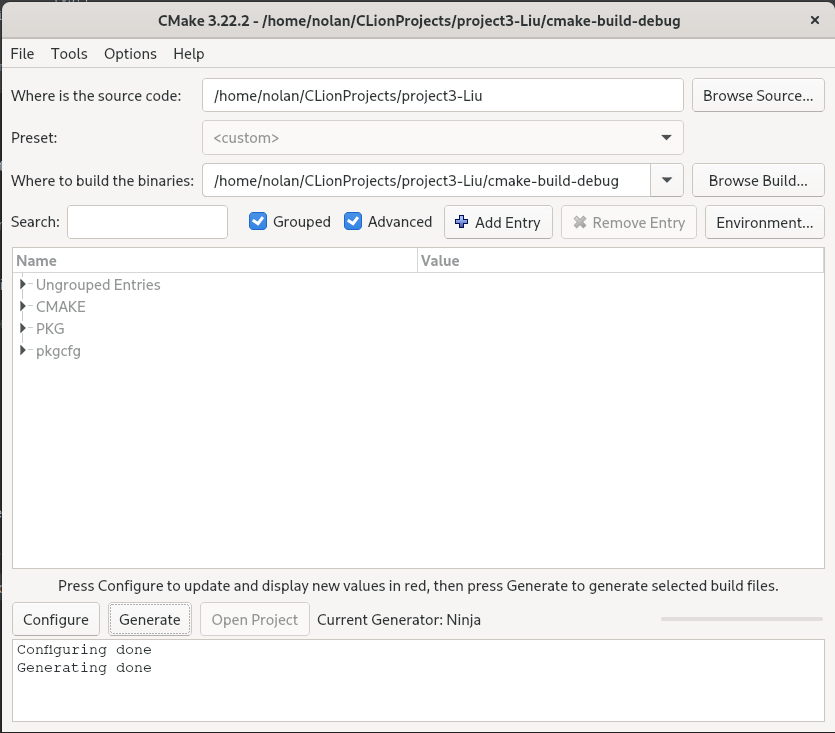 CMake 3.22.2 - /home/nolan/CLionProjects/project3-Liu/cmake-build-debug
File Tools Options Help
Where is the source code: /home/nolan/CLionProjects/project3-Liu Browse Source...
Preset: <custom>
Where to build the binaries: /home/nolan/CLionProjects/project3-Liu/cmake-build-debug Browse Build...
Search: Grouped Advanced Add Entry Remove Entry Environment...
Name Value
Ungrouped Entries
CMAKE
PKG
pkgcfg
Press Configure to update and display new values in red, then press Generate to generate selected build files.
Configure Generate Open Project Current Generator: Ninja
Configuring done
Generating done